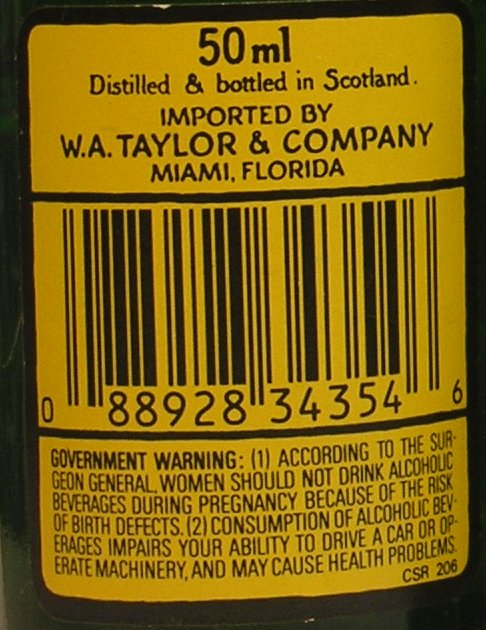 50 ml
Distilled & bottled in Scotland.
IMPORTED BY
W.A. TAYLOR & COMPANY
MIAMI, FLORIDA
0 88928 34354 6
GOVERNMENT WARNING: (1) ACCORDING TO THE SUR-
GEON GENERAL, WOMEN SHOULD NOT DRINK ALCOHOLIC
BEVERAGES DURING PREGNANCY BECAUSE OF THE RISK
OF BIRTH DEFECTS. (2) CONSUMPTION OF ALCOHOLIC BEV-
ERAGES IMPAIRS YOUR ABILITY TO DRIVE A CAR OR OP-
ERATE MACHINERY, AND MAY CAUSE HEALTH PROBLEMS.
CSR 206